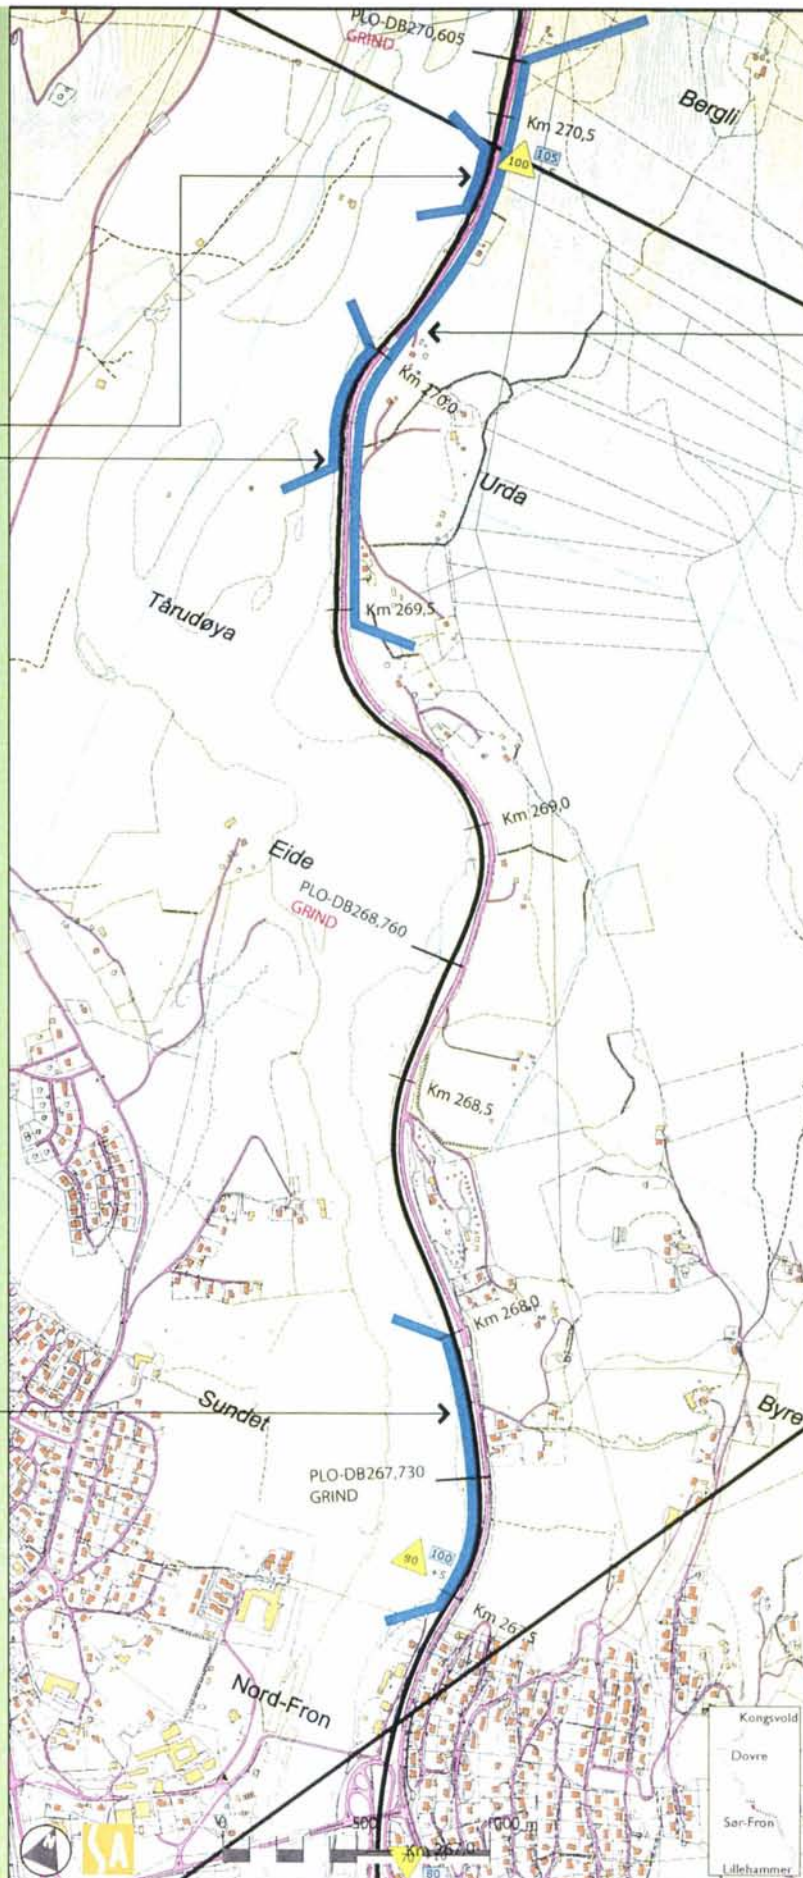 PLO-DB270,605
GRIND
Bergli
Km 270,5
100
105
Km 270,0
Urda
Tårudøya
Km 269,5
Km 269,0
Eide
PLO-DB268,760
GRIND
Km 268,5
Km 268,0
Sundet
Byre
PLO-DB267,730
GRIND
90
100
+5
Km 267,5
Nord-Fron
Kongsvold
Dovre
Sør-Fron
Lillehammer
0
500
1000 m
Km 267,0
70
80